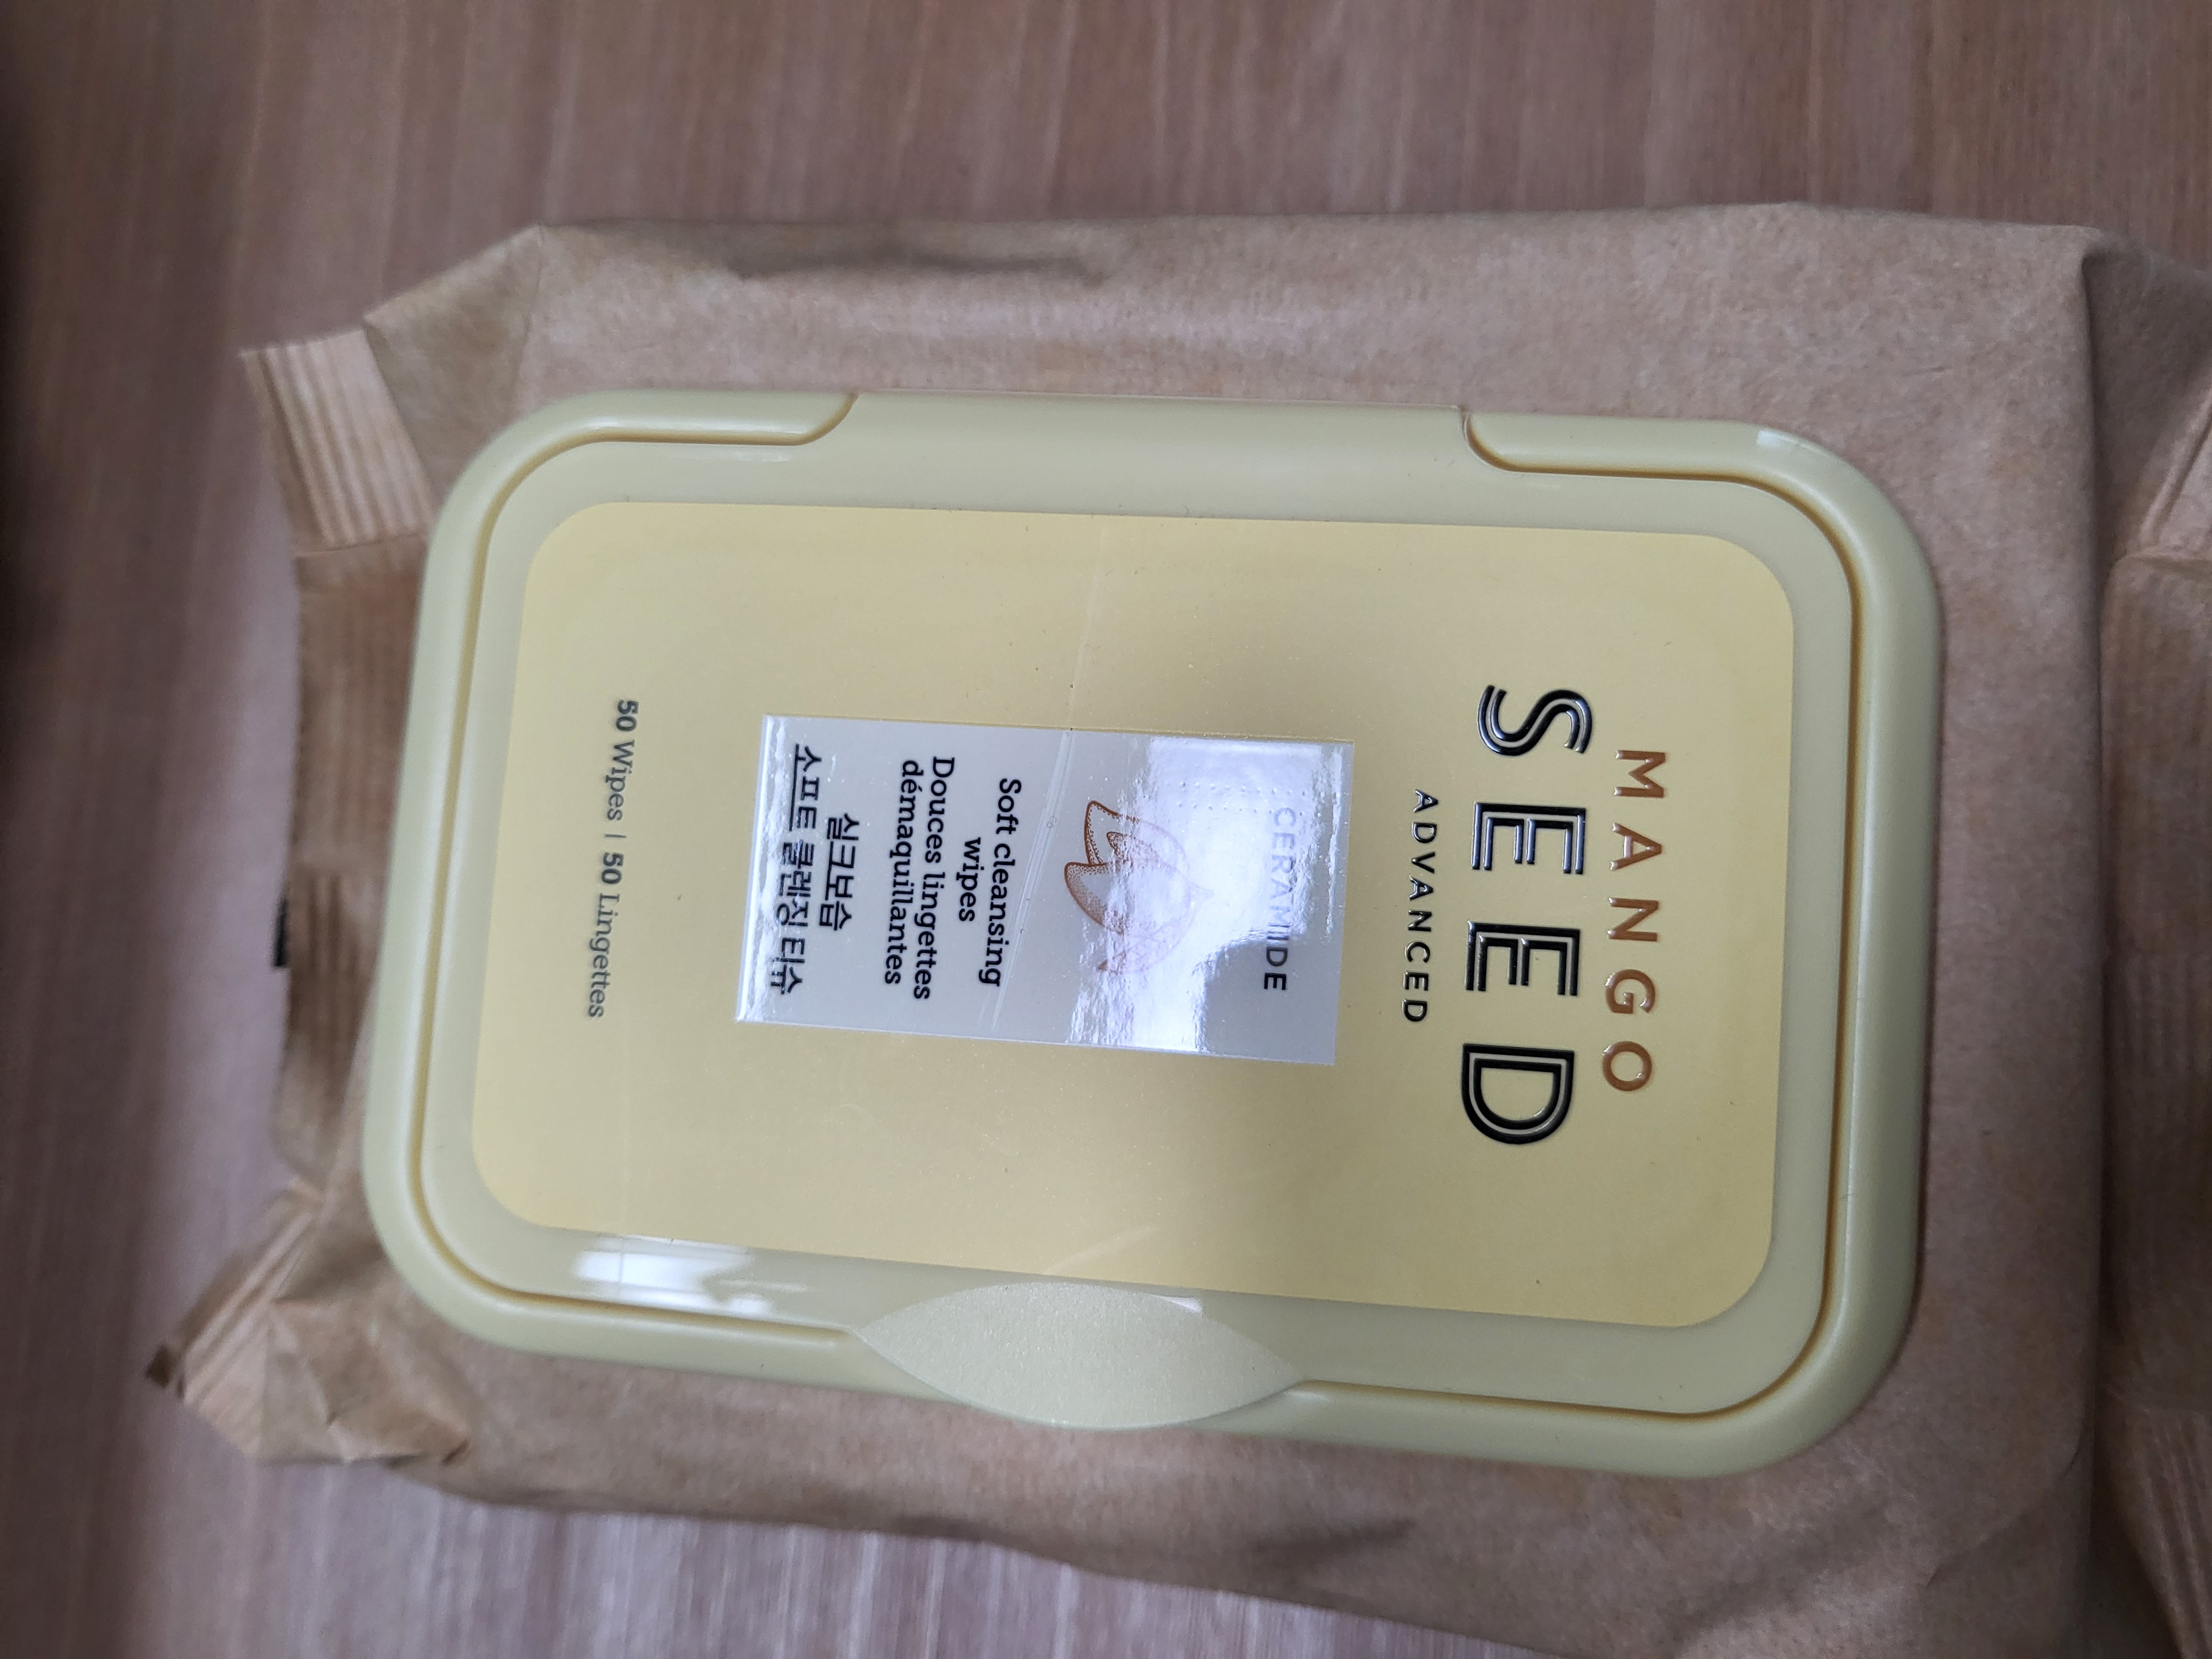 MANGO
SEED
ADVANCED
CERAMIDE
Soft cleansing
wipes
Douces lingettes
démaquillantes
실크보습
소프트 클렌징 티슈
50 Wipes | 50 Lingettes